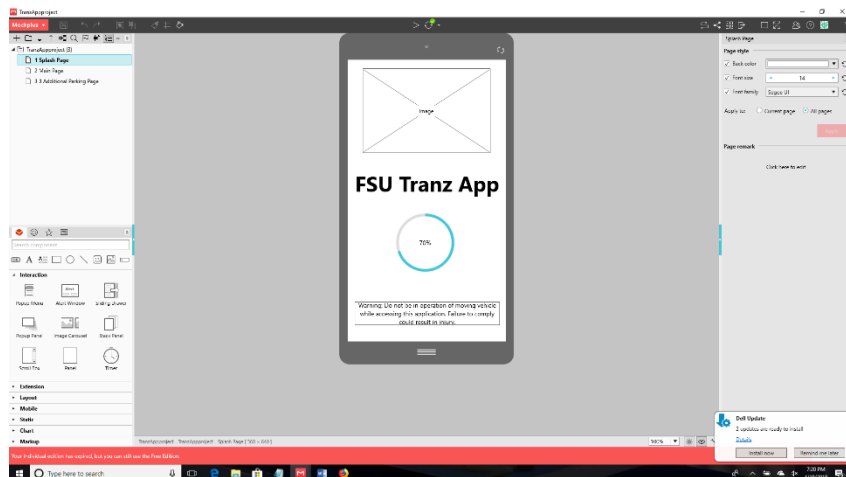 TranzAppproject
Mockplus
TranzAppproject (3)
1 Splash Page
2 Main Page
3.3 Additional Parking Page
Search component
Interaction
Popup Menu
Alert Window
Sliding Drawer
Popup Panel
Image Carousel
Stack Panel
Scroll Box
Panel
Timer
Extension
Layout
Mobile
Static
Chart
Markup
Image
FSU Tranz App
70%
Warning: Do not be in operation of moving vehicle
while accessing this application. Failure to comply
could result in injury.
Splash Page
Page style
Back color
Font size
14
Font family
Segoe UI
Apply to:
Current page
All pages
Apply
Page remark
Click here to edit
100%
Your Individual edition has expired, but you can still use the Free Edition.
Dell Update
2 updates are ready to install
Details
Install now
Remind me later
Type here to search
7:20 PM